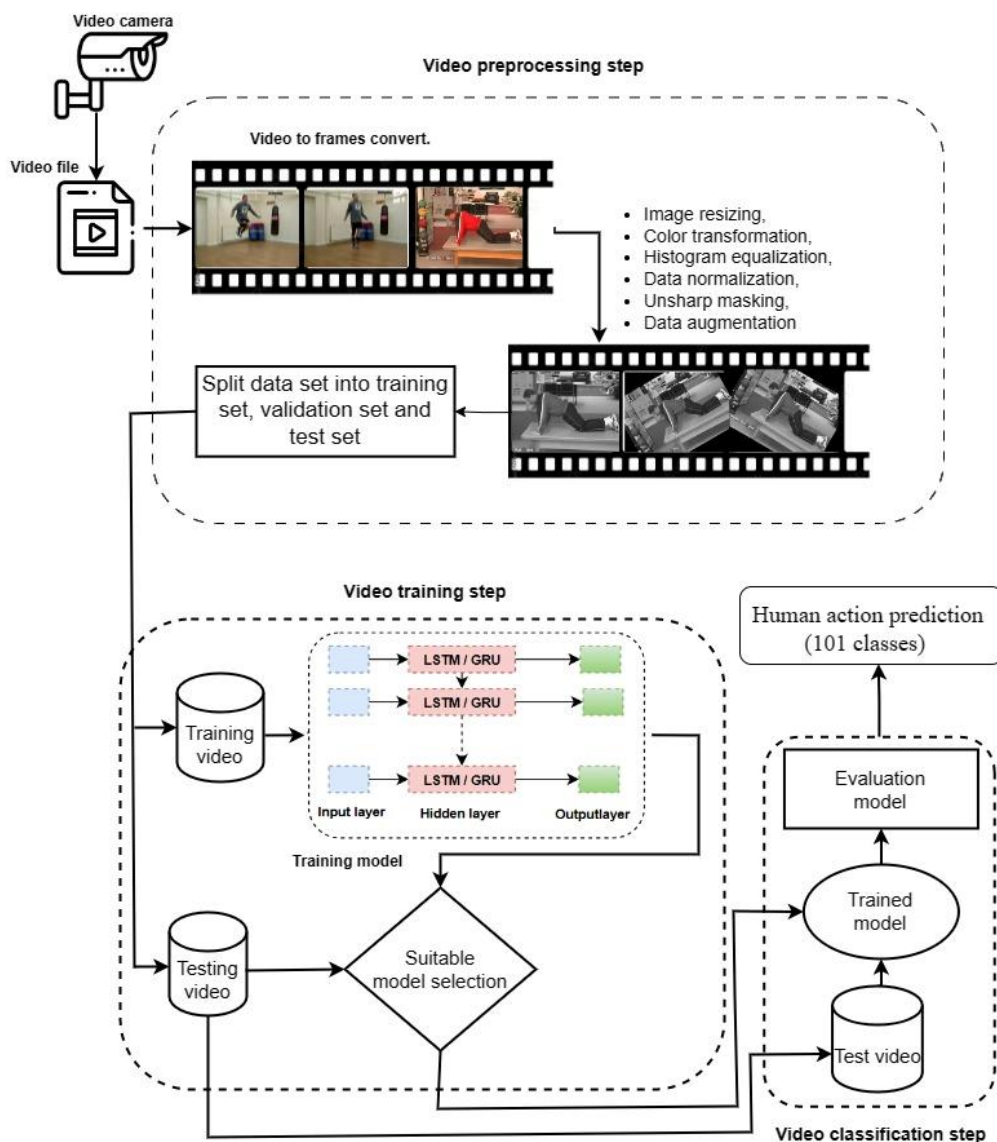 Video camera
Video preprocessing step
Video to frames convert.
Video file
• Image resizing,
• Color transformation,
• Histogram equalization,
• Data normalization,
• Unsharp masking,
• Data augmentation
Split data set into training
set, validation set and
test set
Video training step
Human action prediction
(101 classes)
LSTM / GRU
LSTM / GRU
Training
video
LSTM / GRU
Input layer
Hidden layer
Outputlayer
Training model
Evaluation
model
Trained
model
Testing
video
Suitable
model selection
Test video
Video classification step